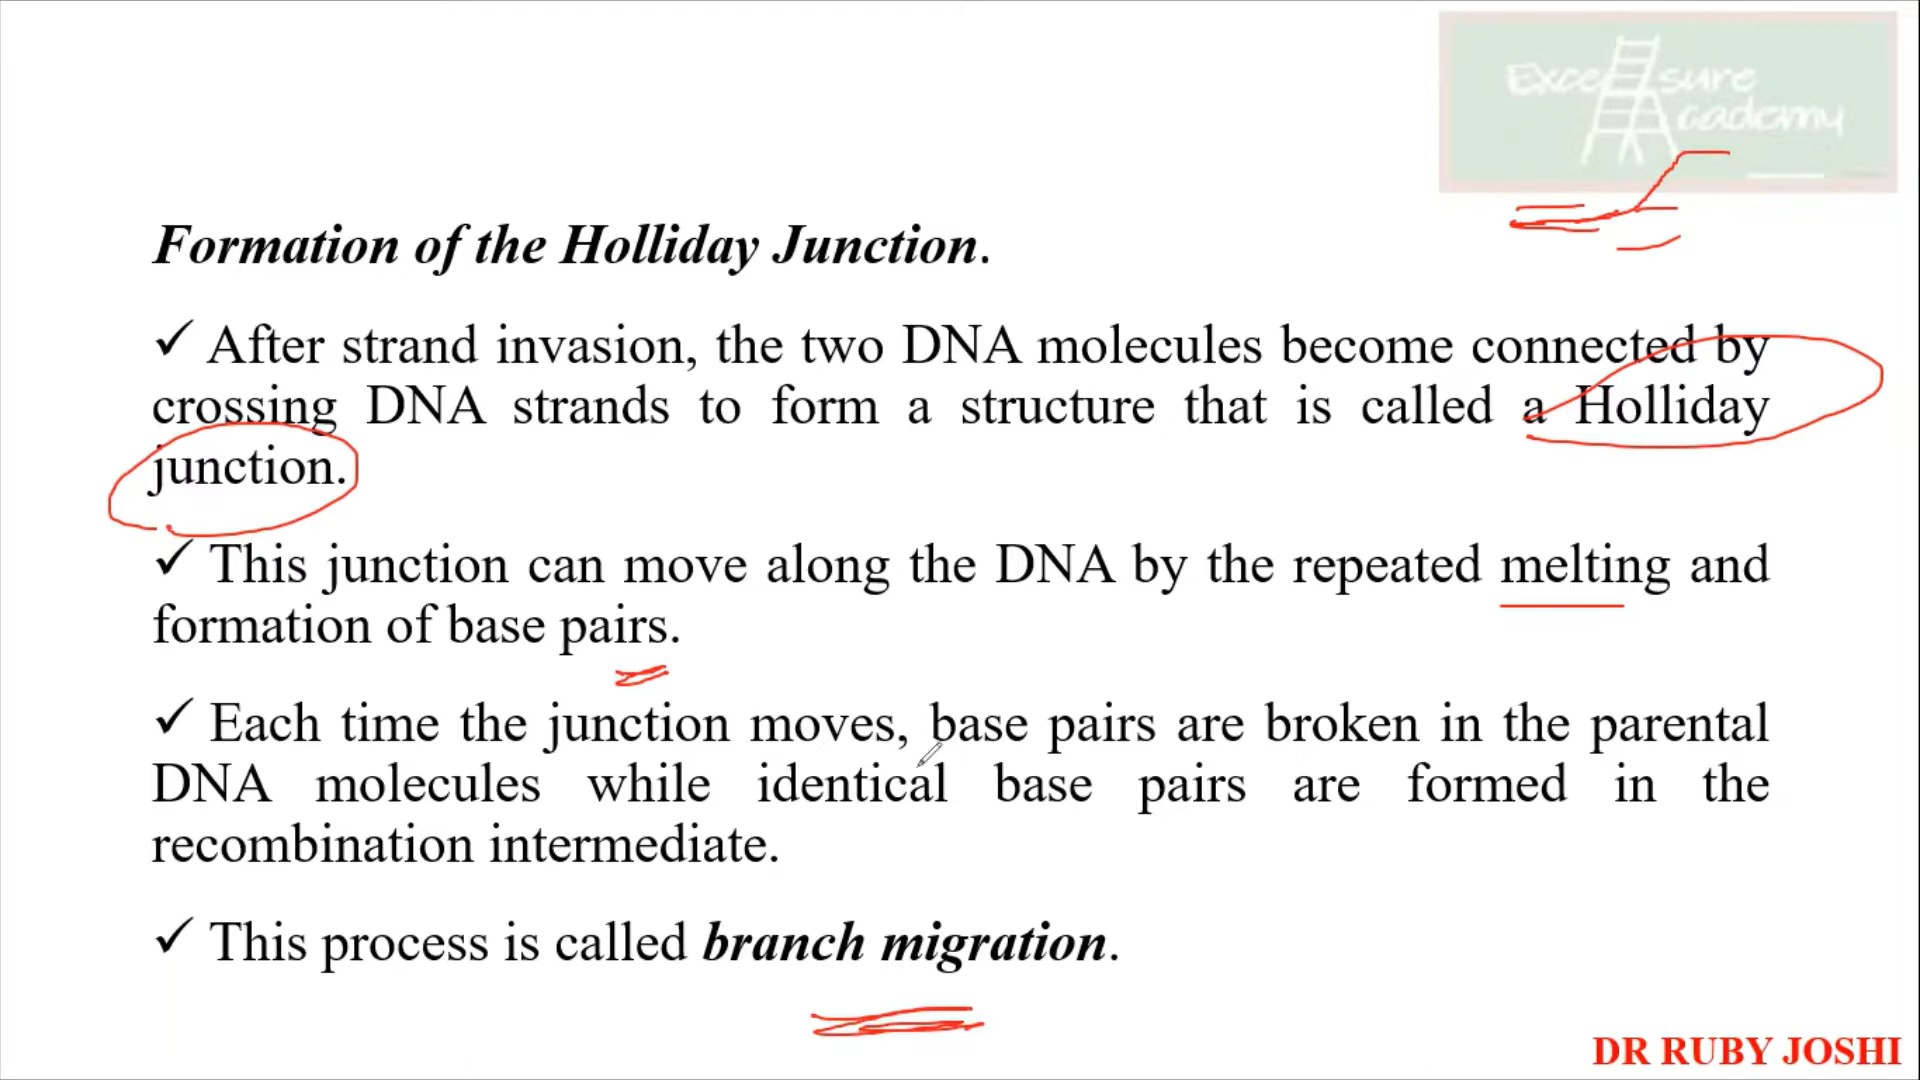 Excel sure
Academy
Formation of the Holliday Junction.
✓ After strand invasion, the two DNA molecules become connected by
crossing DNA strands to form a structure that is called a Holliday
junction.
✓ This junction can move along the DNA by the repeated melting and
formation of base pairs.
✓ Each time the junction moves, base pairs are broken in the parental
DNA molecules while identical base pairs are formed in the
recombination intermediate.
✓ This process is called branch migration.
DR RUBY JOSHI